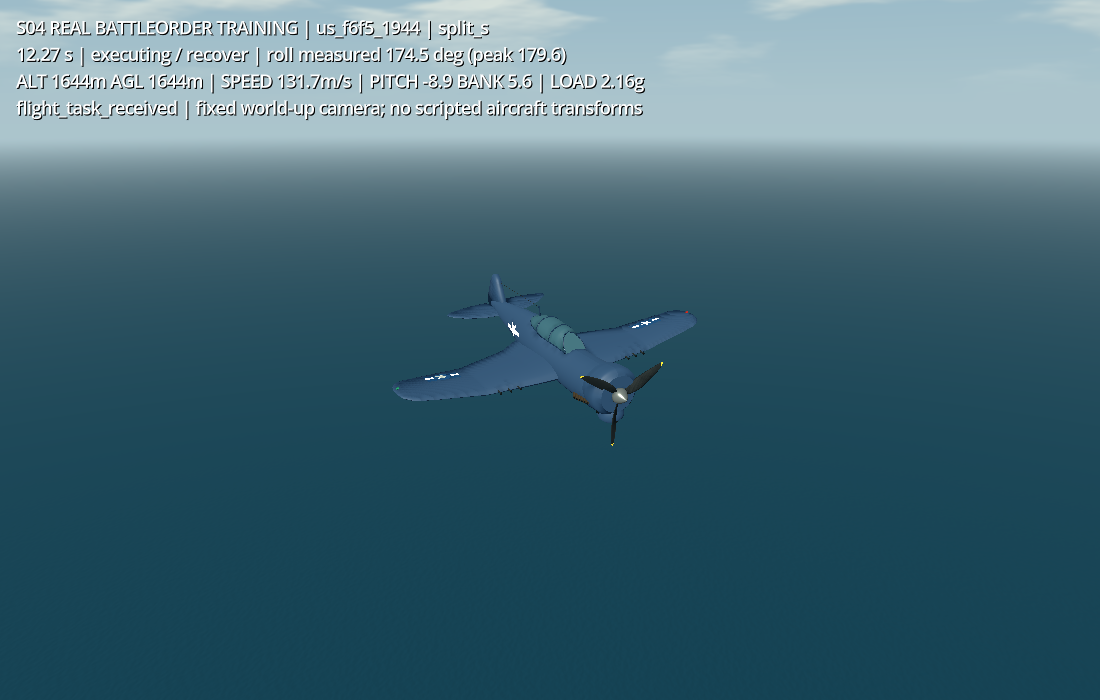 S04 REAL BATTLEORDER TRAINING | us_f6f5_1944 | split_s
12.27 s | executing / recover | roll measured 174.5 deg (peak 179.6)
ALT 1644m AGL 1644m | SPEED 131.7m/s | PITCH -8.9 BANK 5.6 | LOAD 2.16g
flight_task_received | fixed world-up camera; no scripted aircraft transforms